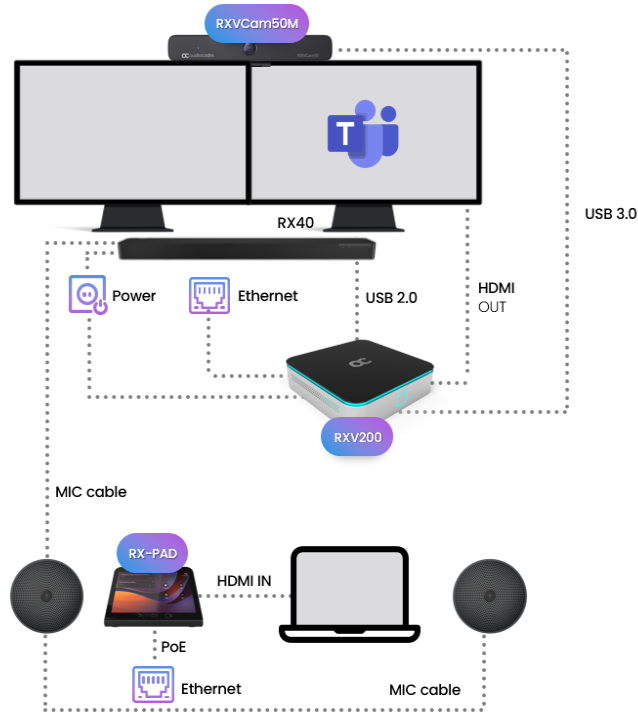 RXVCam50M
audiocodes
T
RX40
USB 3.0
Power
Ethernet
USB 2.0
HDMI
OUT
RXV200
MIC cable
RX-PAD
HDMI IN
PoE
Ethernet
MIC cable